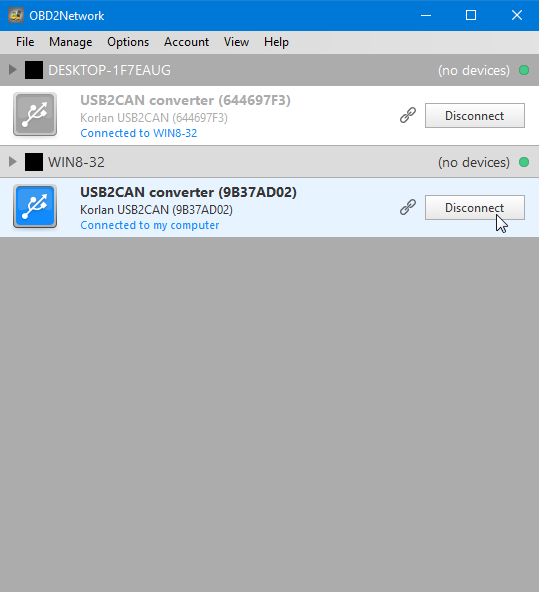 OBD2Network
File Manage Options Account View Help
DESKTOP-1F7EAUG (no devices)
USB2CAN converter (644697F3)
Korlan USB2CAN (644697F3)
Connected to WIN8-32
Disconnect
WIN8-32 (no devices)
USB2CAN converter (9B37AD02)
Korlan USB2CAN (9B37AD02)
Connected to my computer
Disconnect